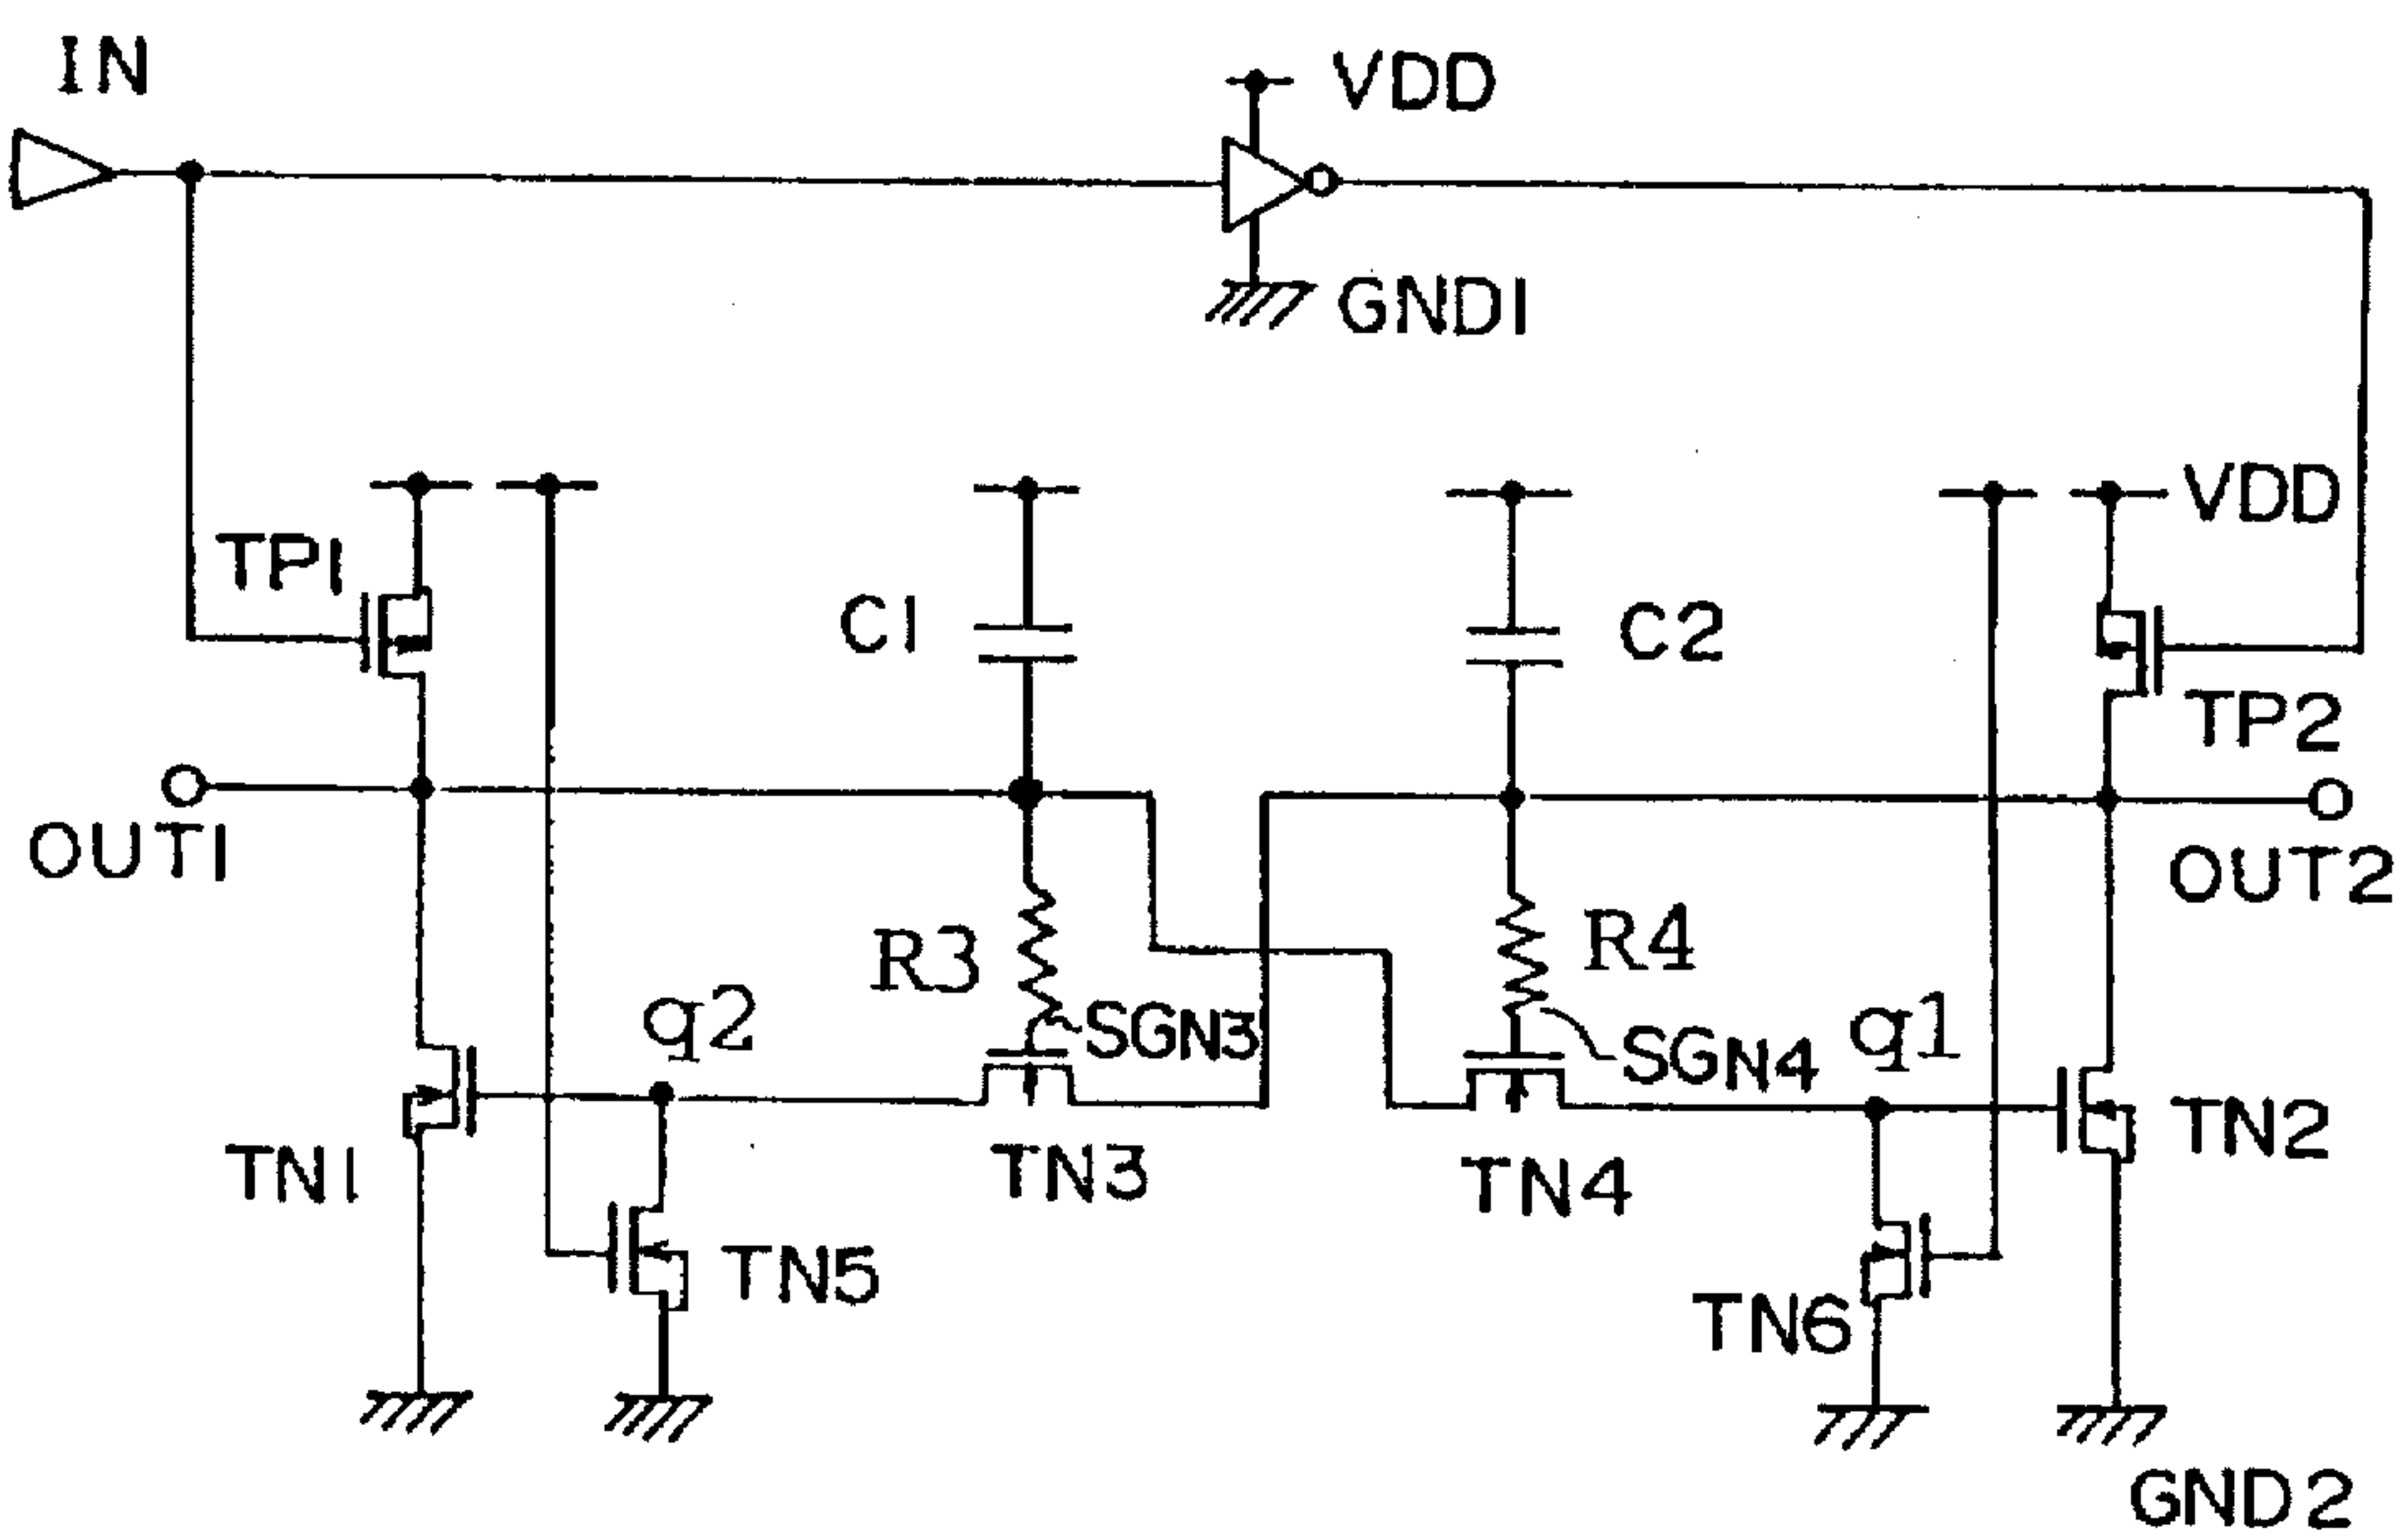 IN
VDD
GND1
VDD
TP1
C1
C2
TP2
OUT1
OUT2
R3
R4
q2
SGN3
SGN4
q1
TN1
TN3
TN4
TN2
TN5
TN6
GND2